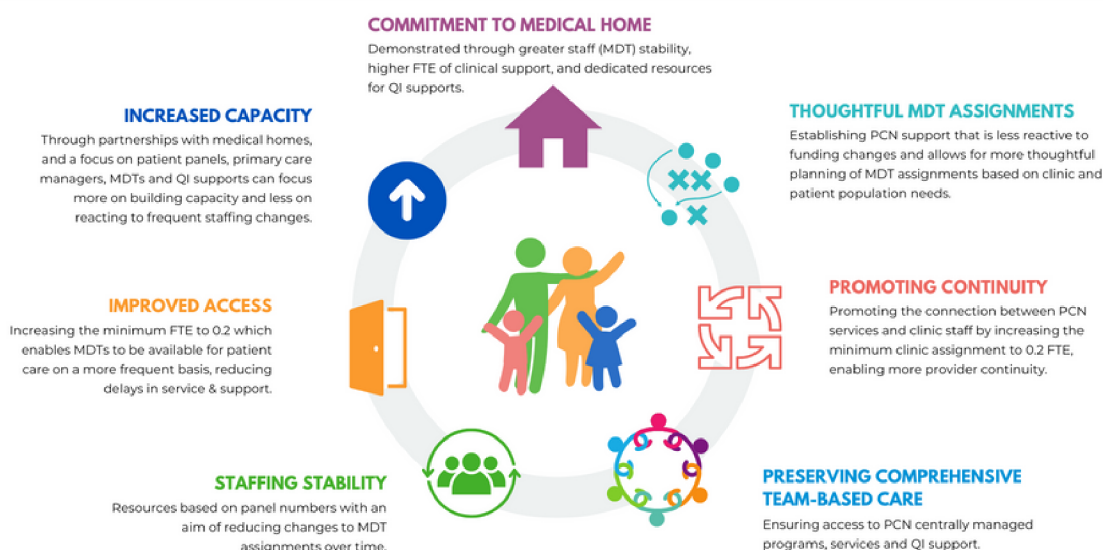 COMMITMENT TO MEDICAL HOME
Demonstrated through greater staff (MDT) stability,
higher FTE of clinical support, and dedicated resources
for QI supports.
THOUGHTFUL MDT ASSIGNMENTS
Establishing PCN support that is less reactive to
funding changes and allows for more thoughtful
planning of MDT assignments based on clinic and
patient population needs.
PROMOTING CONTINUITY
Promoting the connection between PCN
services and clinic staff by increasing the
minimum clinic assignment to 0.2 FTE,
enabling more provider continuity.
PRESERVING COMPREHENSIVE
TEAM-BASED CARE
Ensuring access to PCN centrally managed
programs, services and QI support.
STAFFING STABILITY
Resources based on panel numbers with an
aim of reducing changes to MDT
assignments over time.
IMPROVED ACCESS
Increasing the minimum FTE to 0.2 which
enables MDTs to be available for patient
care on a more frequent basis, reducing
delays in service & support.
INCREASED CAPACITY
Through partnerships with medical homes,
and a focus on patient panels, primary care
managers, MDTs and QI supports can focus
more on building capacity and less on
reacting to frequent staffing changes.